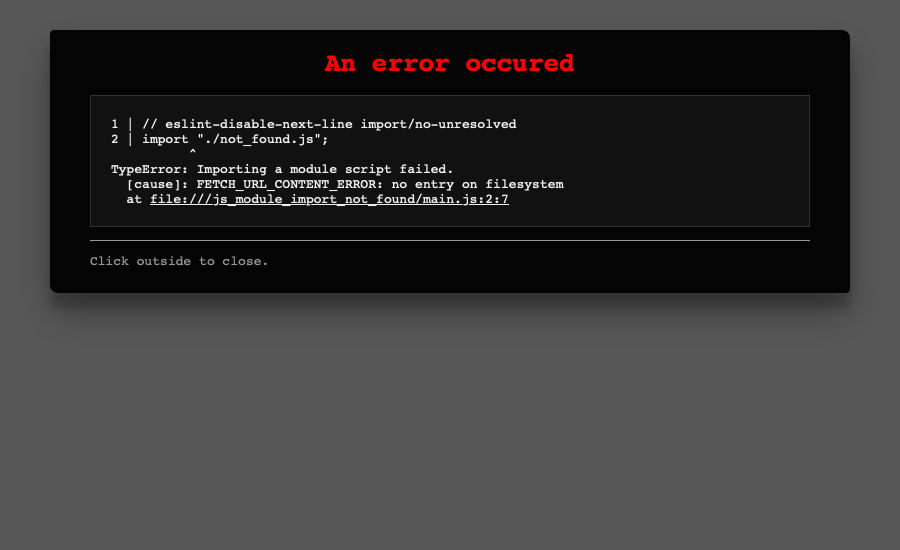 An error occured
1 | // eslint-disable-next-line import/no-unresolved
2 | import "./not_found.js";
^
TypeError: Importing a module script failed.
[cause]: FETCH_URL_CONTENT_ERROR: no entry on filesystem
at file:///js_module_import_not_found/main.js:2:7
Click outside to close.